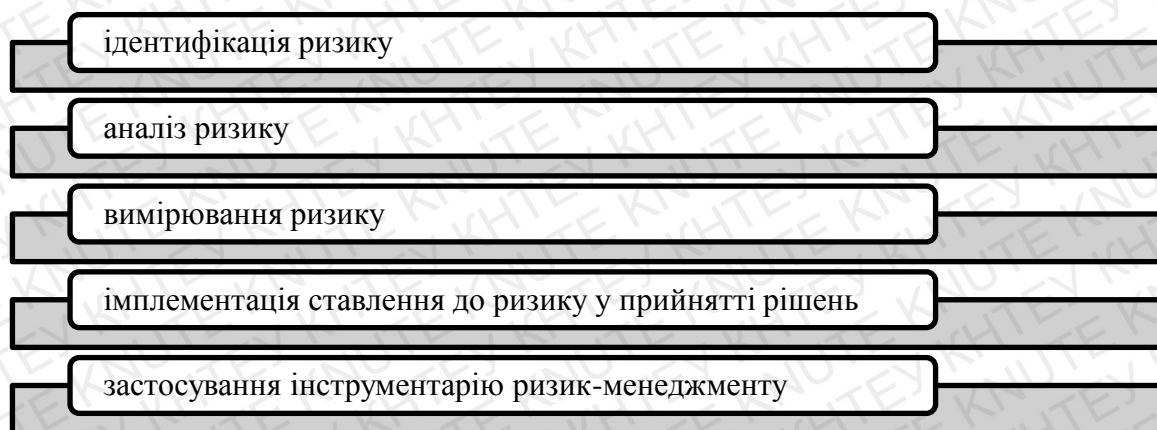 ідентифікація ризику
аналіз ризику
вимірювання ризику
імплементація ставлення до ризику у прийнятті рішень
застосування інструментарію ризик-менеджменту